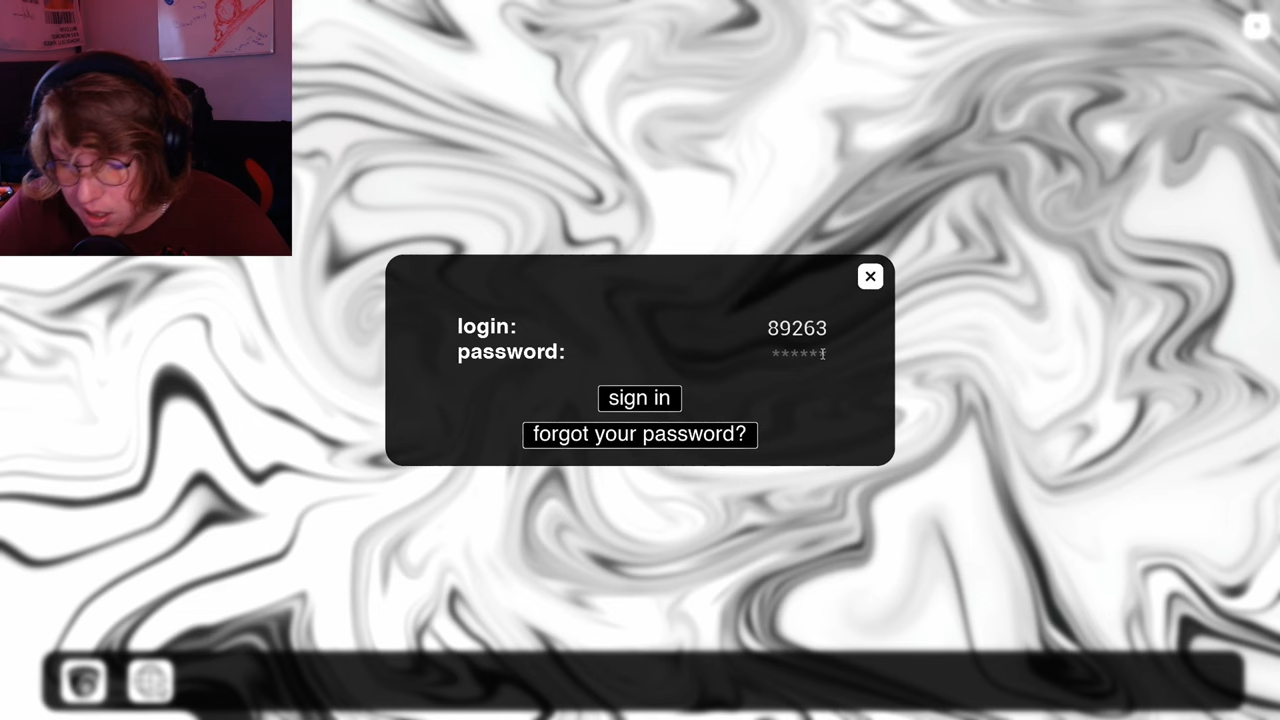 login: 89263
password: ******
sign in
forgot your password?